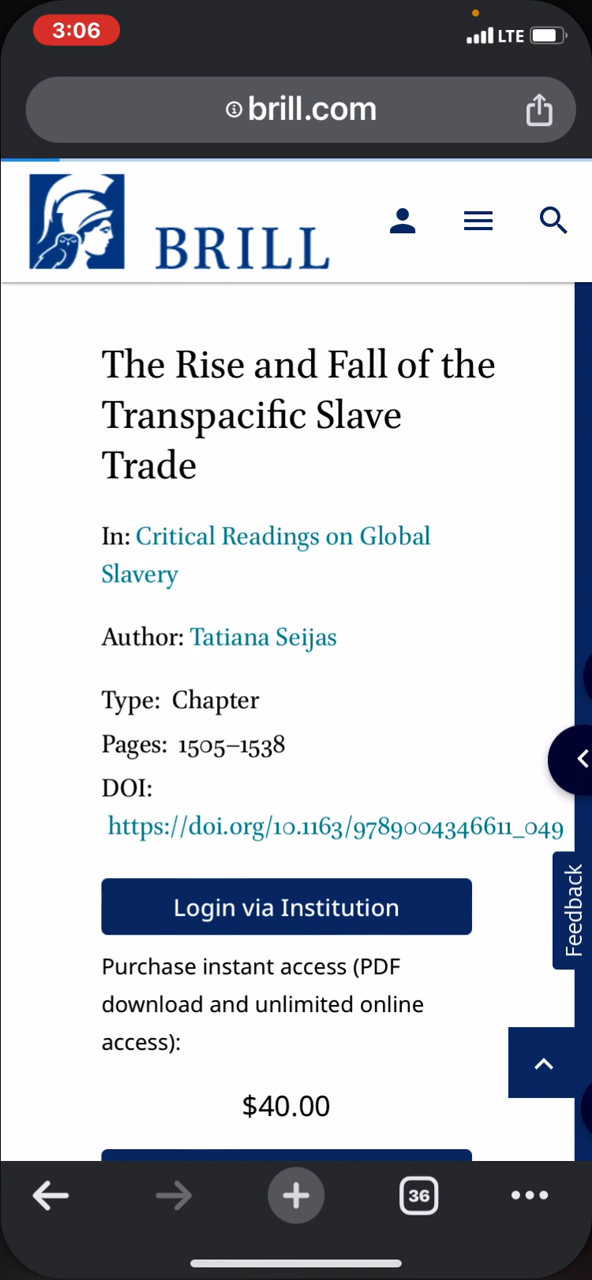 3:06
LTE
brill.com
BRILL
The Rise and Fall of the
Transpacific Slave
Trade
In: Critical Readings on Global
Slavery
Author: Tatiana Seijas
Type: Chapter
Pages: 1505–1538
DOI:
https://doi.org/10.1163/9789004346611_049
Login via Institution
Feedback
Purchase instant access (PDF
download and unlimited online
access):
$40.00
36